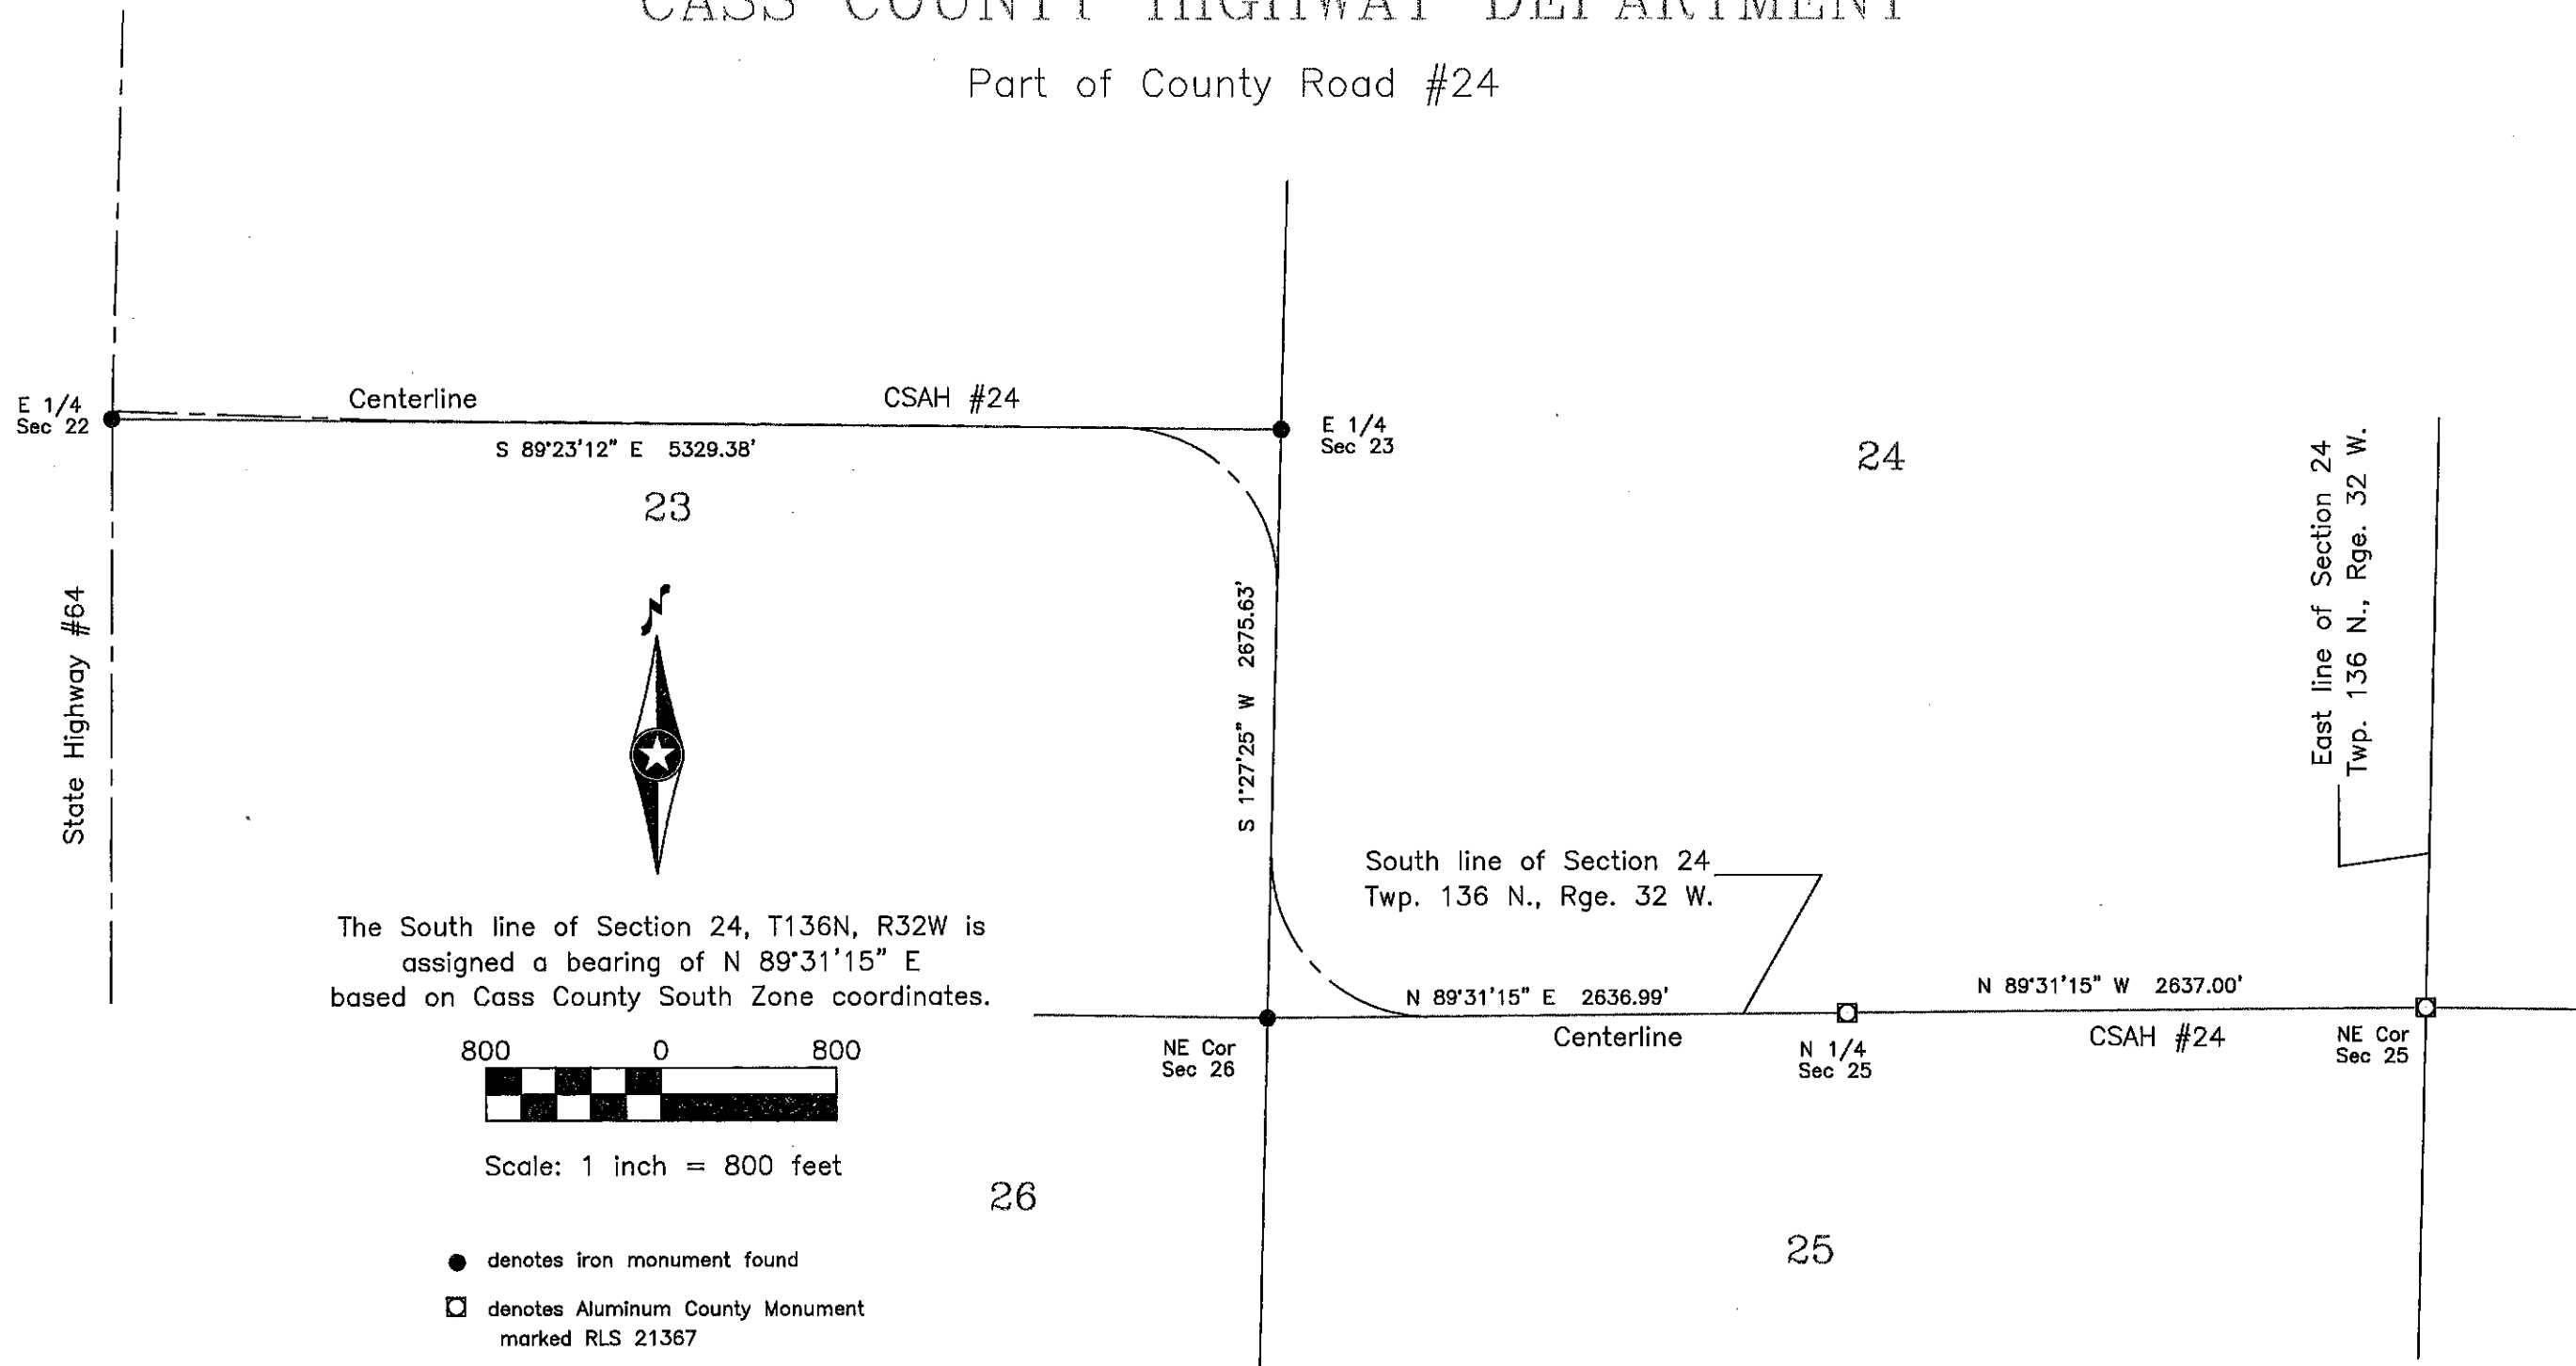 CASS COUNTY HIGHWAY DEPARTMENT
Part of County Road #24
E 1/4
Sec 22
Centerline
CSAH #24
S 89°23'12" E 5329.38'
E 1/4
Sec 23
23
24
East line of Section 24
Twp. 136 N., Rge. 32 W.
State Highway #64
N
S 1°27'25" W 2675.63'
South line of Section 24
Twp. 136 N., Rge. 32 W.
The South line of Section 24, T136N, R32W is
assigned a bearing of N 89°31'15" E
based on Cass County South Zone coordinates.
N 89°31'15" E 2636.99'
N 89°31'15" W 2637.00'
Centerline
CSAH #24
NE Cor
Sec 26
N 1/4
Sec 25
NE Cor
Sec 25
800 0 800
Scale: 1 inch = 800 feet
26
25
denotes iron monument found
denotes Aluminum County Monument
marked RLS 21367